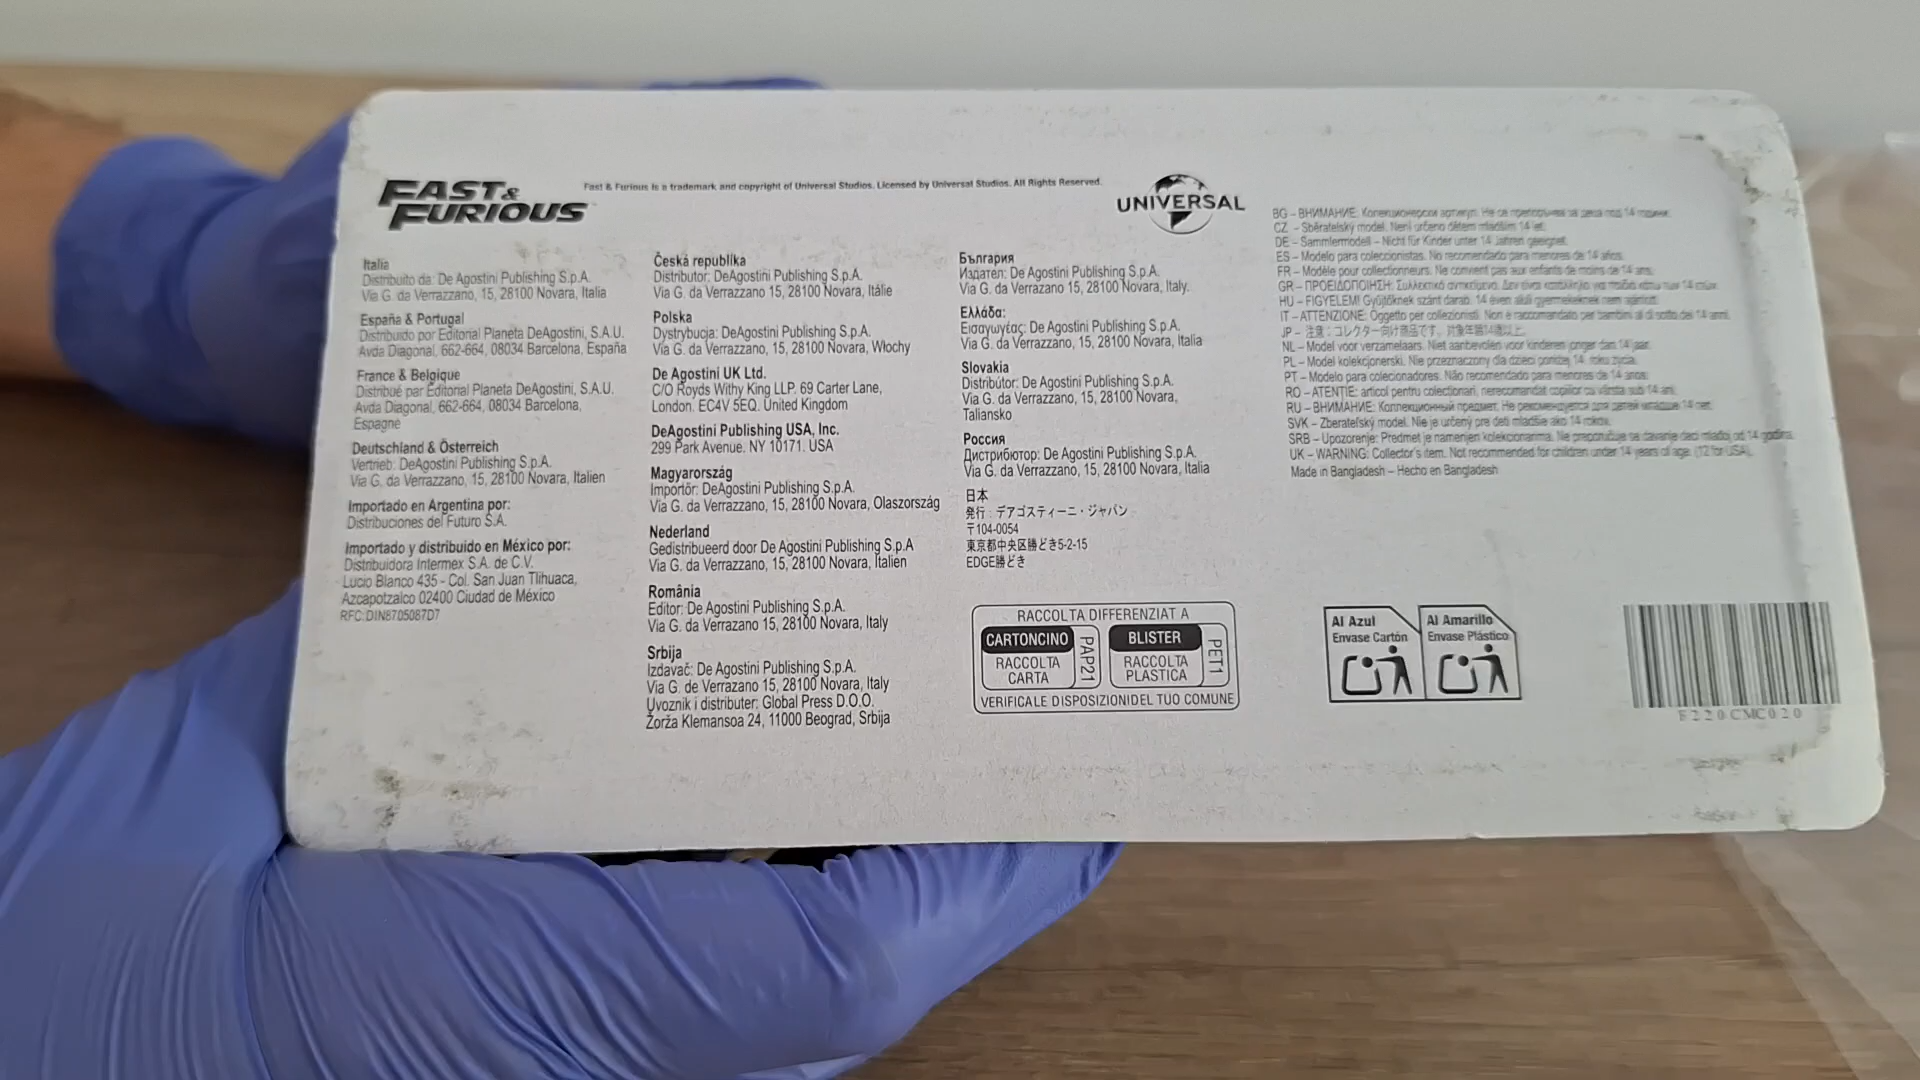 FAST &
FURIOUS
Fast & Furious is a trademark and copyright of Universal Studios. Licensed by Universal Studios. All Rights Reserved.
UNIVERSAL
Italia
Distribuito da: De Agostini Publishing S.p.A.
Via G. da Verrazzano, 15, 28100 Novara, Italia
España & Portugal
Distribuido por Editorial Planeta DeAgostini, S.A.U.
Avda Diagonal, 662-664, 08034 Barcelona, España
France & Belgique
Distribué par Editorial Planeta DeAgostini, S.A.U.
Avda Diagonal, 662-664, 08034 Barcelona,
Espagne
Deutschland & Österreich
Vertrieb: DeAgostini Publishing S.p.A.
Via G. da Verrazzano, 15, 28100 Novara, Italien
Importado en Argentina por:
Distribuciones del Futuro S.A.
Importado y distribuido en México por:
Distribuidora Intermex S.A. de C.V.
Lucio Blanco 435 - Col. San Juan Tlihuaca,
Azcapotzalco 02400 Ciudad de México
RFC:DIN8705087D7
Česká republika
Distributor: DeAgostini Publishing S.p.A.
Via G. da Verrazzano, 15, 28100 Novara, Itálie
Polska
Dystrybucja: DeAgostini Publishing S.p.A.
Via G. da Verrazzano, 15, 28100 Novara, Włochy
De Agostini UK Ltd.
C/O Royds Withy King LLP. 69 Carter Lane,
London. EC4V 5EQ. United Kingdom
DeAgostini Publishing USA, Inc.
299 Park Avenue. NY 10171. USA
Magyarország
Importőr: DeAgostini Publishing S.p.A.
Via G. da Verrazzano, 15, 28100 Novara, Olaszország
Nederland
Gedistribueerd door De Agostini Publishing S.p.A
Via G. da Verrazzano, 15, 28100 Novara, Italien
România
Editor: De Agostini Publishing S.p.A.
Via G. da Verrazano 15, 28100 Novara, Italy
Srbija
Izdavač: De Agostini Publishing S.p.A.
Via G. de Verrazano 15, 28100 Novara, Italy
Uvoznik i distributer: Global Press D.O.O.
Žorža Klemansoa 24, 11000 Beograd, Srbija
България
Издател: De Agostini Publishing S.p.A.
Via G. da Verrazano 15, 28100 Novara, Italy.
Ελλάδα:
Εισαγωγέας: De Agostini Publishing S.p.A.
Via G. da Verrazzano, 15, 28100 Novara, Italia
Slovakia
Distribútor: De Agostini Publishing S.p.A.
Via G. da Verrazzano, 15, 28100 Novara,
Taliansko
Россия
Дистрибютор: De Agostini Publishing S.p.A.
Via G. da Verrazzano, 15, 28100 Novara, Italia
日本
発行：デアゴスティーニ・ジャパン
〒104-0054
東京都中央区勝どき5-2-15
EDGE勝どき
RACCOLTA DIFFERENZIAT A
CARTONCINO
RACCOLTA
CARTA
PAP21
BLISTER
RACCOLTA
PLASTICA
PET1
VERIFICALE DISPOSIZIONIDEL TUO COMUNE
BG – ВНИМАНИЕ: Колекционерски артикул. Не се препоръчва за деца под 14 години.
CZ – Sběratelský model. Není určeno dětem mladším 14 let.
DE – Sammlermodell – Nicht für Kinder unter 14 Jahren geeignet.
ES – Modelo para coleccionistas. No recomendado para menores de 14 años.
FR – Modèle pour collectionneurs. Ne convient pas aux enfants de moins de 14 ans.
GR – ΠΡΟΕΙΔΟΠΟΙΗΣΗ: Συλλεκτικό αντικείμενο. Δεν είναι κατάλληλο για παιδιά κάτω των 14 ετών.
HU – FIGYELEM! Gyűjtőknek szánt darab. 14 éven aluli gyermekeknek nem ajánlott.
IT – ATTENZIONE: Oggetto per collezionisti. Non è raccomandato per bambini al di sotto dei 14 anni.
JP – 注意：コレクター向け商品です。対象年齢14歳以上。
NL – Model voor verzamelaars. Niet aanbevolen voor kinderen jonger dan 14 jaar.
PL – Model kolekcjonerski. Nie przeznaczony dla dzieci poniżej 14. roku życia.
PT – Modelo para colecionadores. Não recomendado para menores de 14 anos.
RO – ATENȚIE: articol pentru colecționari, nerecomandat copiilor cu vârsta sub 14 ani.
RU – ВНИМАНИЕ: Коллекционный предмет. Не рекомендуется для детей младше 14 лет.
SVK – Zberateľský model. Nie je určený pre deti mladšie ako 14 rokov.
SRB – Upozorenje: Predmet je namenjen kolekcionarima. Ne preporučuje se davanje deci mlađoj od 14 godina.
UK – WARNING: Collector's item. Not recommended for children under 14 years of age. (12 for USA).
Made in Bangladesh – Hecho en Bangladesh
Al Azul
Envase Cartón
Al Amarillo
Envase Plástico
F220CMC020